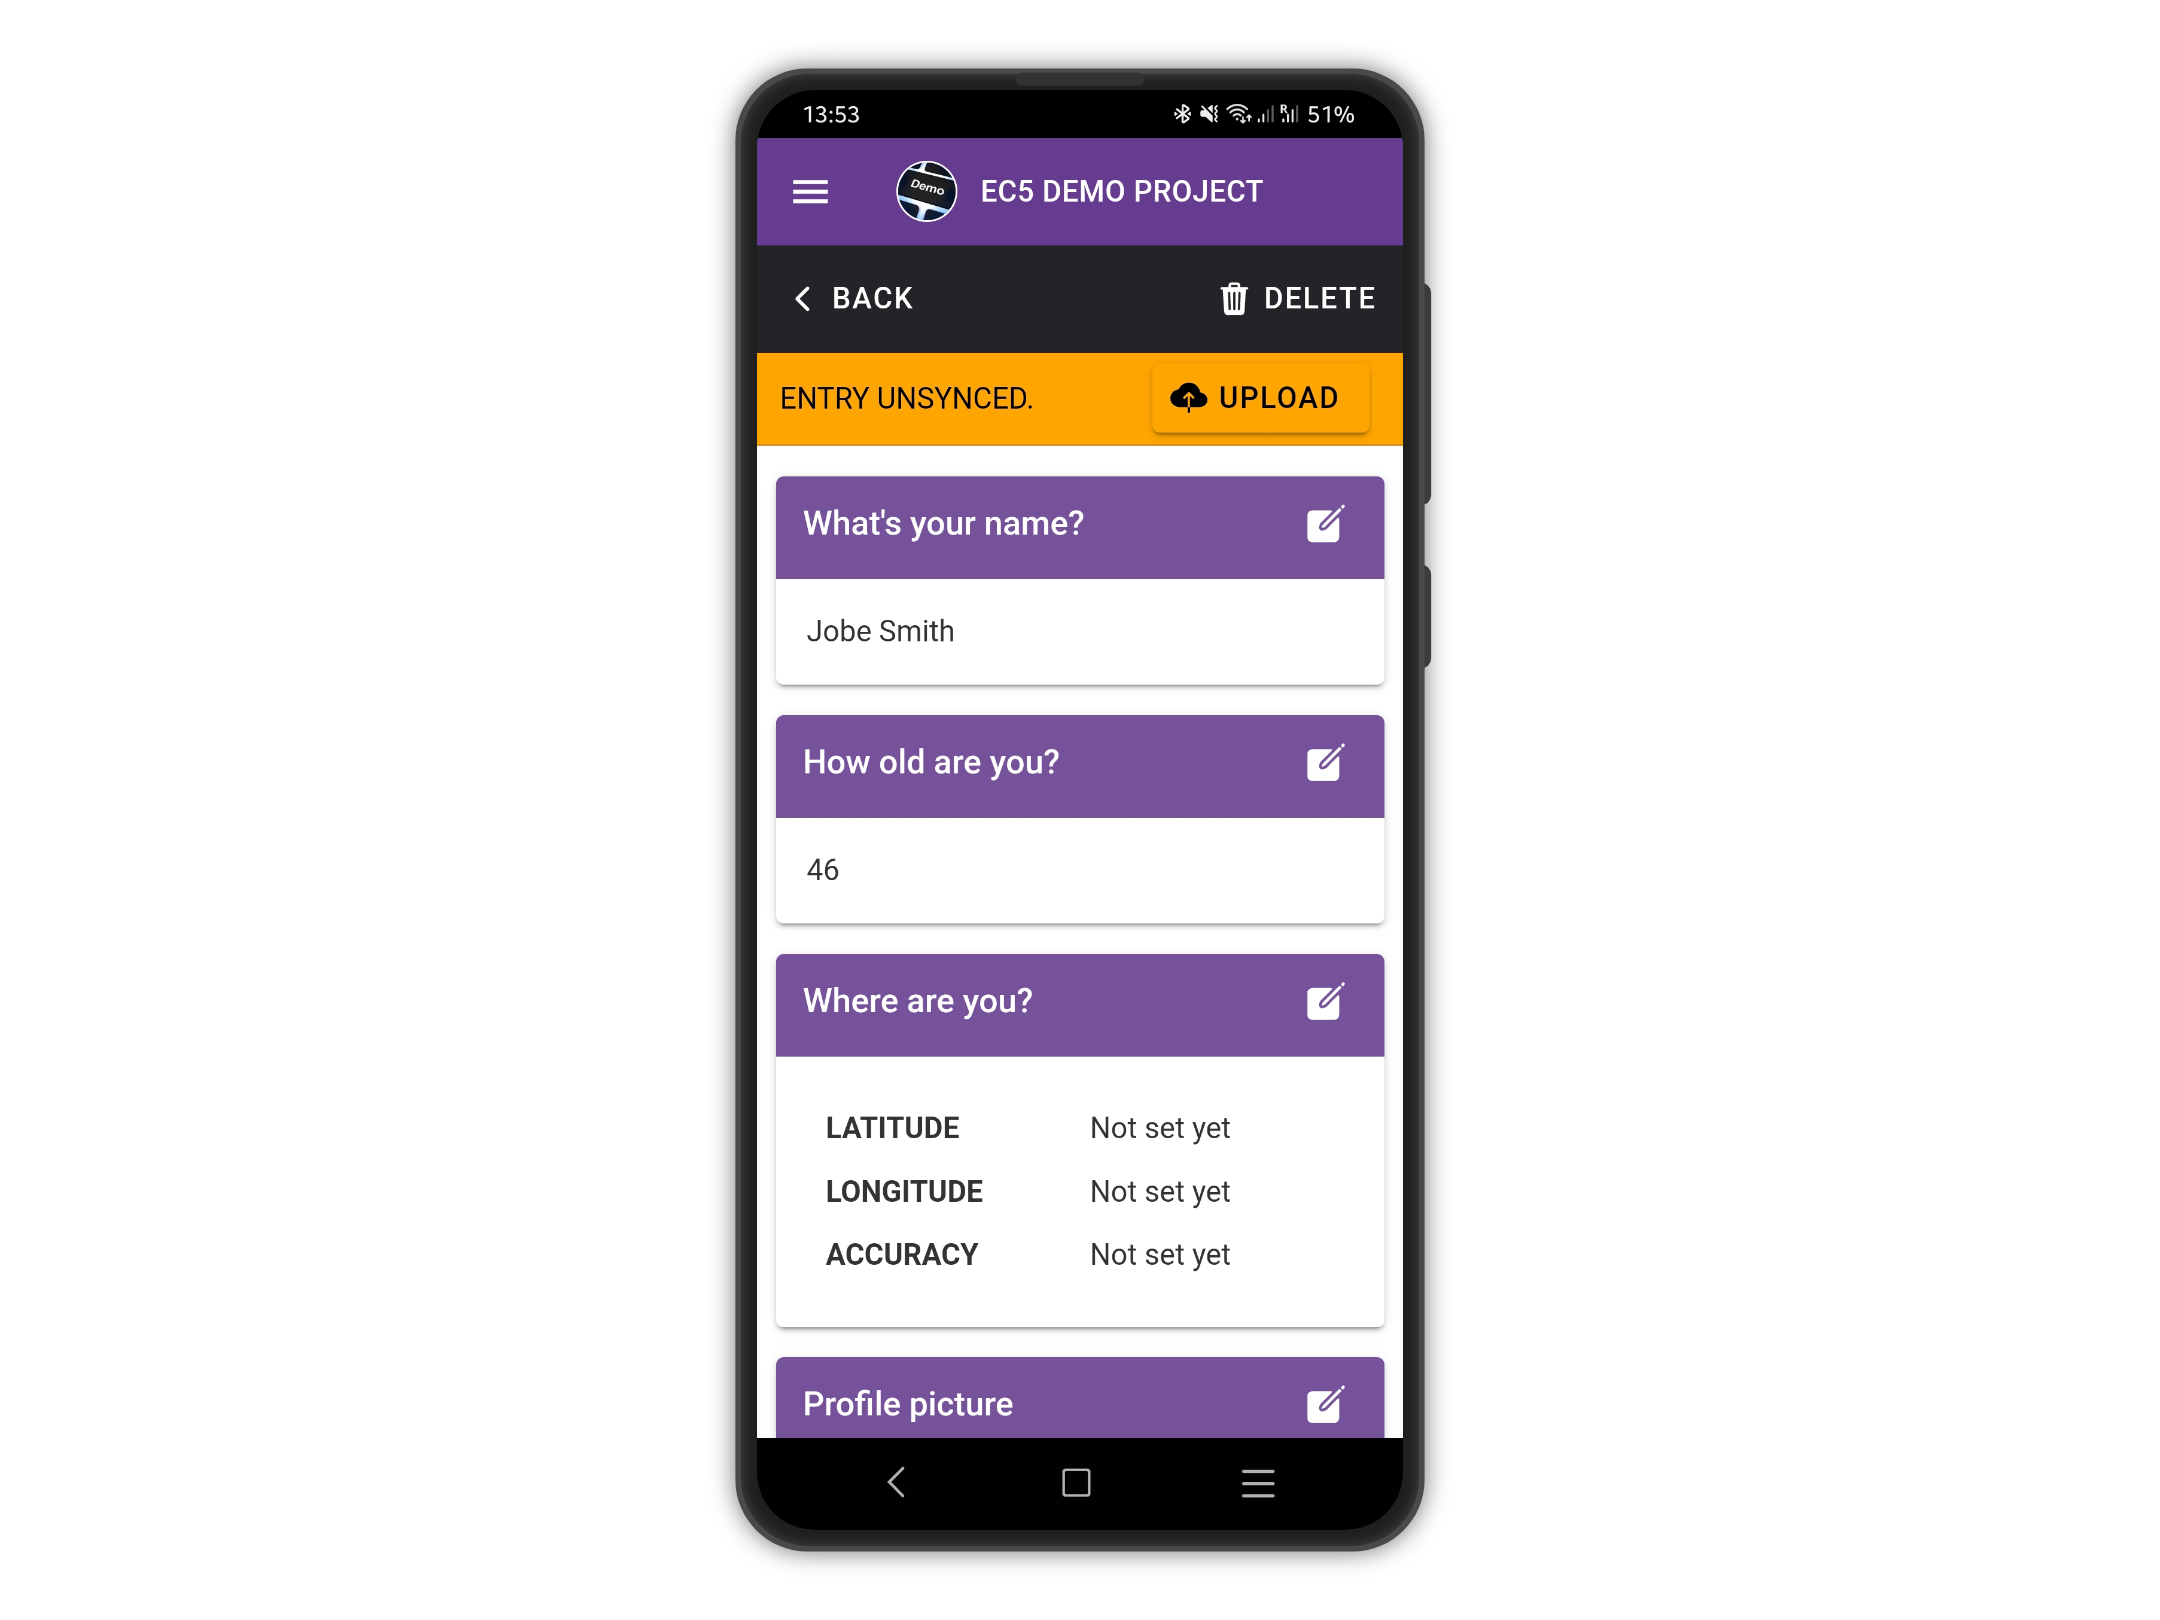 13:53
R
51%
Demo
EC5 DEMO PROJECT
BACK
DELETE
ENTRY UNSYNCED.
UPLOAD
What's your name?
Jobe Smith
How old are you?
46
Where are you?
LATITUDE Not set yet
LONGITUDE Not set yet
ACCURACY Not set yet
Profile picture